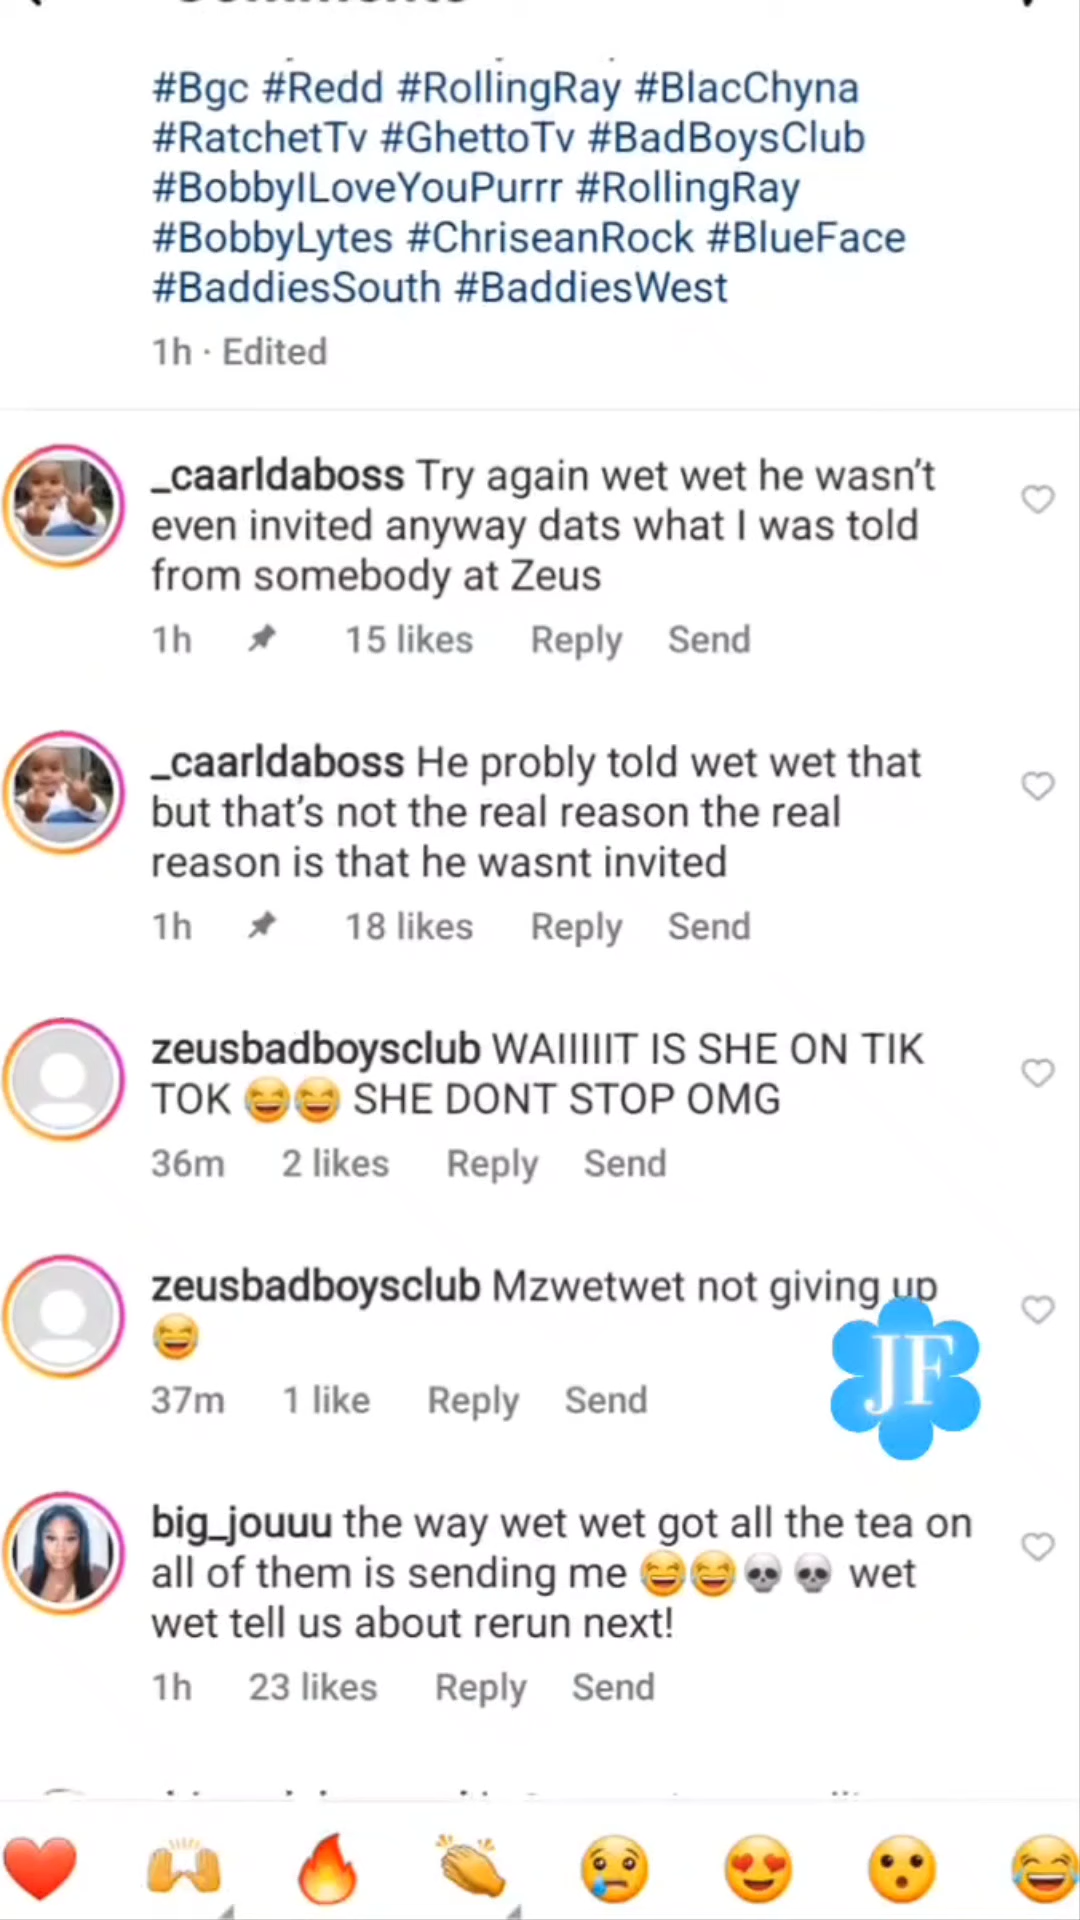 #Bgc #Redd #RollingRay #BlacChyna
#RatchetTv #GhettoTv #BadBoysClub
#BobbyILoveYouPurrr #RollingRay
#BobbyLytes #ChriseanRock #BlueFace
#BaddiesSouth #BaddiesWest
1h · Edited
_caarldaboss Try again wet wet he wasn't
even invited anyway dats what I was told
from somebody at Zeus
1h 15 likes Reply Send
_caarldaboss He probly told wet wet that
but that's not the real reason the real
reason is that he wasnt invited
1h 18 likes Reply Send
zeusbadboysclub WAIIIIIT IS SHE ON TIK
TOK 😂😂 SHE DONT STOP OMG
36m 2 likes Reply Send
zeusbadboysclub Mzwetwet not giving up
😂
37m 1 like Reply Send
JF
big_jouuu the way wet wet got all the tea on
all of them is sending me 😂😂💀💀 wet
wet tell us about rerun next!
1h 23 likes Reply Send